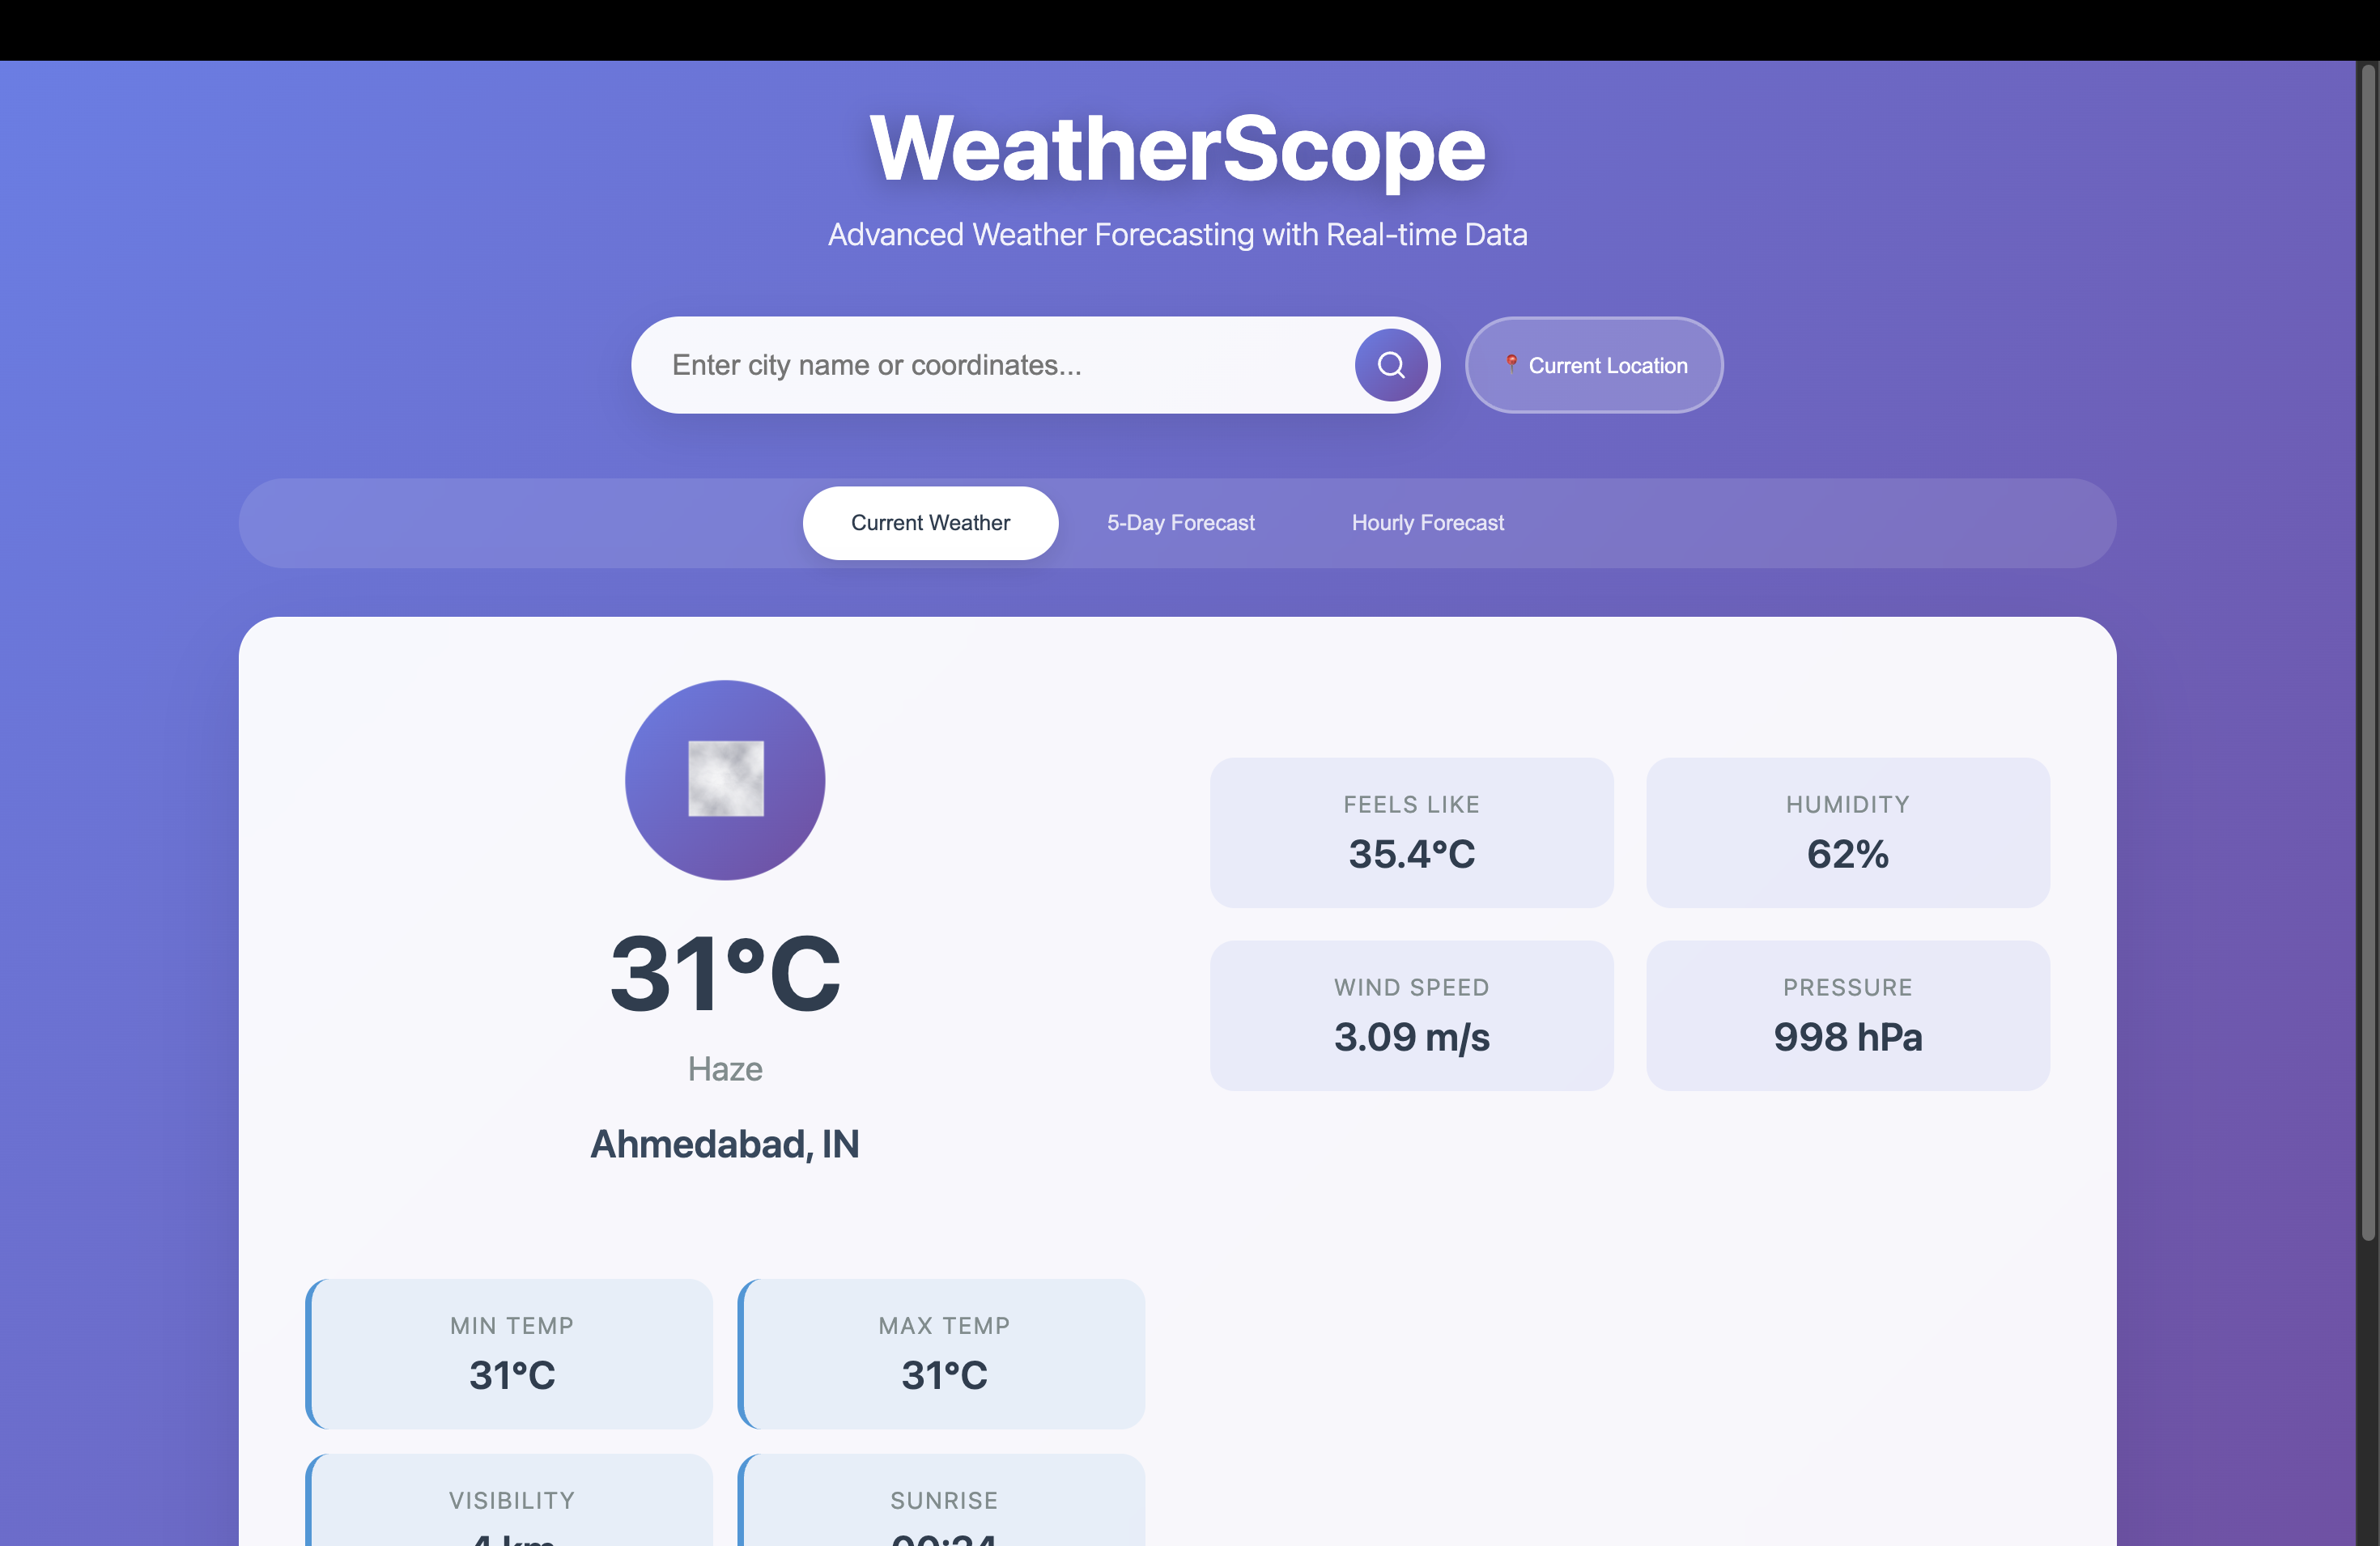 WeatherScope
Advanced Weather Forecasting with Real-time Data
Enter city name or coordinates...
Current Location
Current Weather
5-Day Forecast
Hourly Forecast
31°C
Haze
Ahmedabad, IN
FEELS LIKE
35.4°C
HUMIDITY
62%
WIND SPEED
3.09 m/s
PRESSURE
998 hPa
MIN TEMP
31°C
MAX TEMP
31°C
VISIBILITY
4 km
SUNRISE